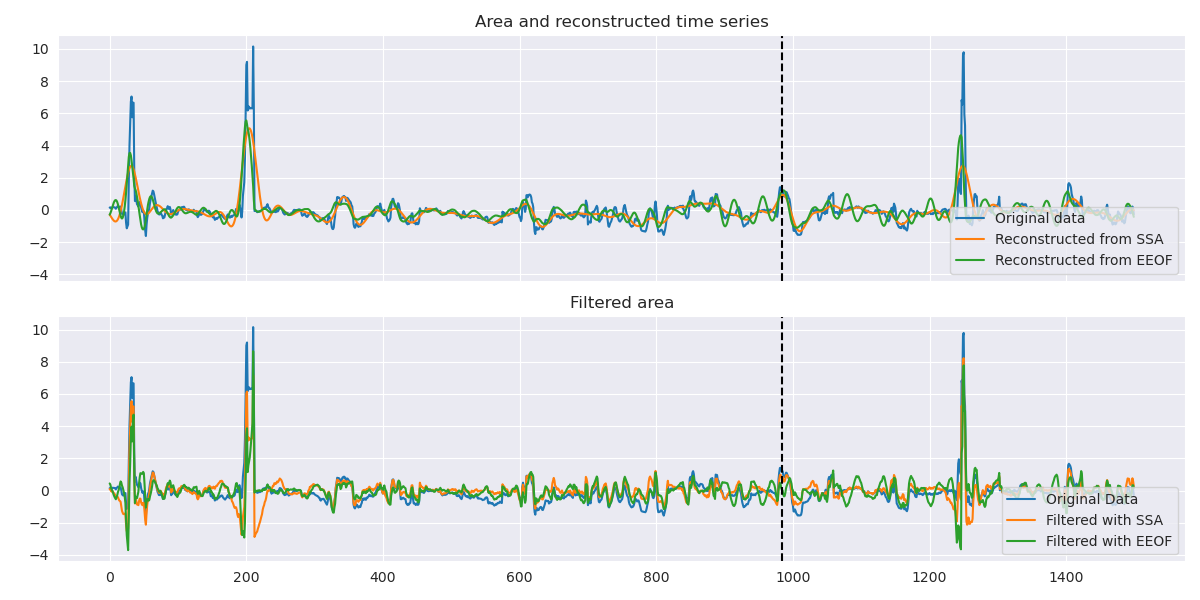 Area and reconstructed time series
10
8
6
4
2
0
−2
−4
Original data
Reconstructed from SSA
Reconstructed from EEOF
Filtered area
10
8
6
4
2
0
−2
−4
Original Data
Filtered with SSA
Filtered with EEOF
0 200 400 600 800 1000 1200 1400